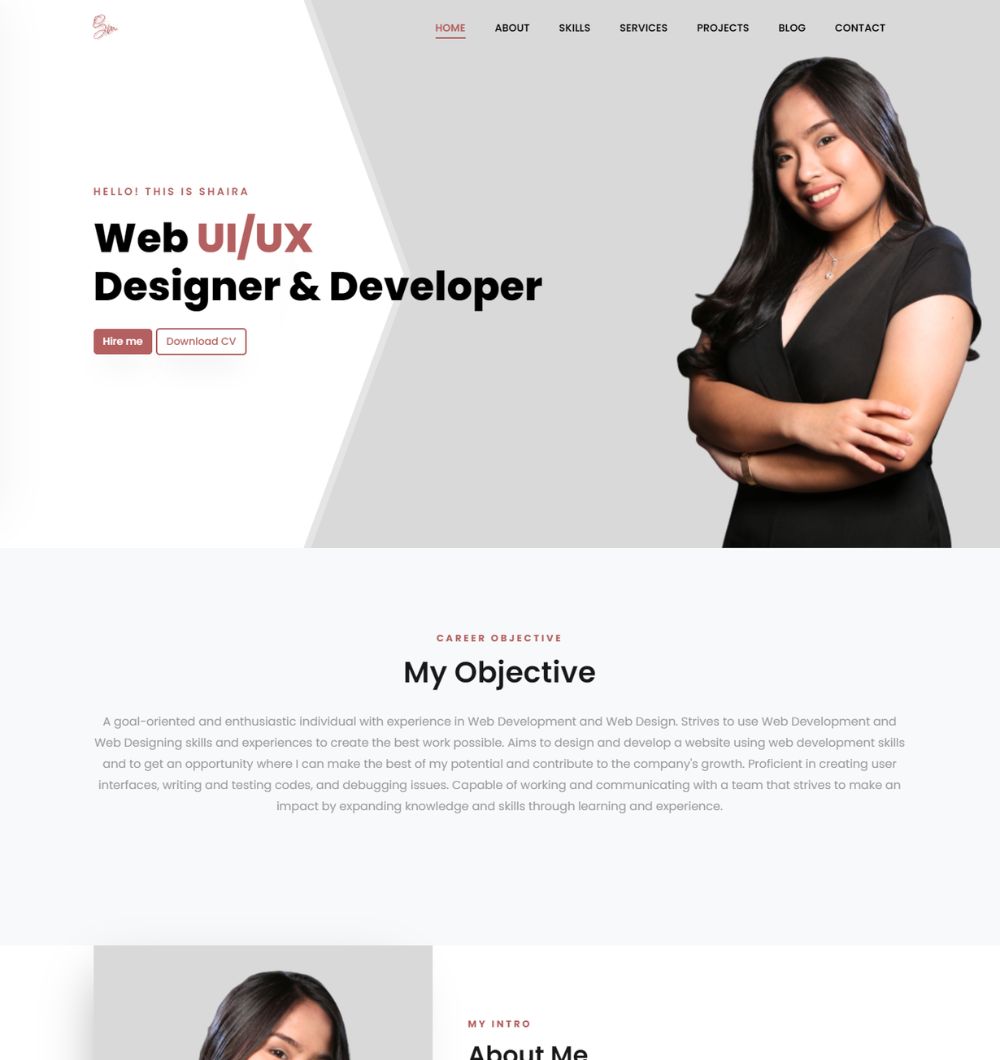 HOME ABOUT SKILLS SERVICES PROJECTS BLOG CONTACT
HELLO! THIS IS SHAIRA
Web UI/UX
Designer & Developer
Hire me Download CV
CAREER OBJECTIVE
My Objective
A goal-oriented and enthusiastic individual with experience in Web Development and Web Design. Strives to use Web Development and
Web Designing skills and experiences to create the best work possible. Aims to design and develop a website using web development skills
and to get an opportunity where I can make the best of my potential and contribute to the company's growth. Proficient in creating user
interfaces, writing and testing codes, and debugging issues. Capable of working and communicating with a team that strives to make an
impact by expanding knowledge and skills through learning and experience.
MY INTRO
About Me